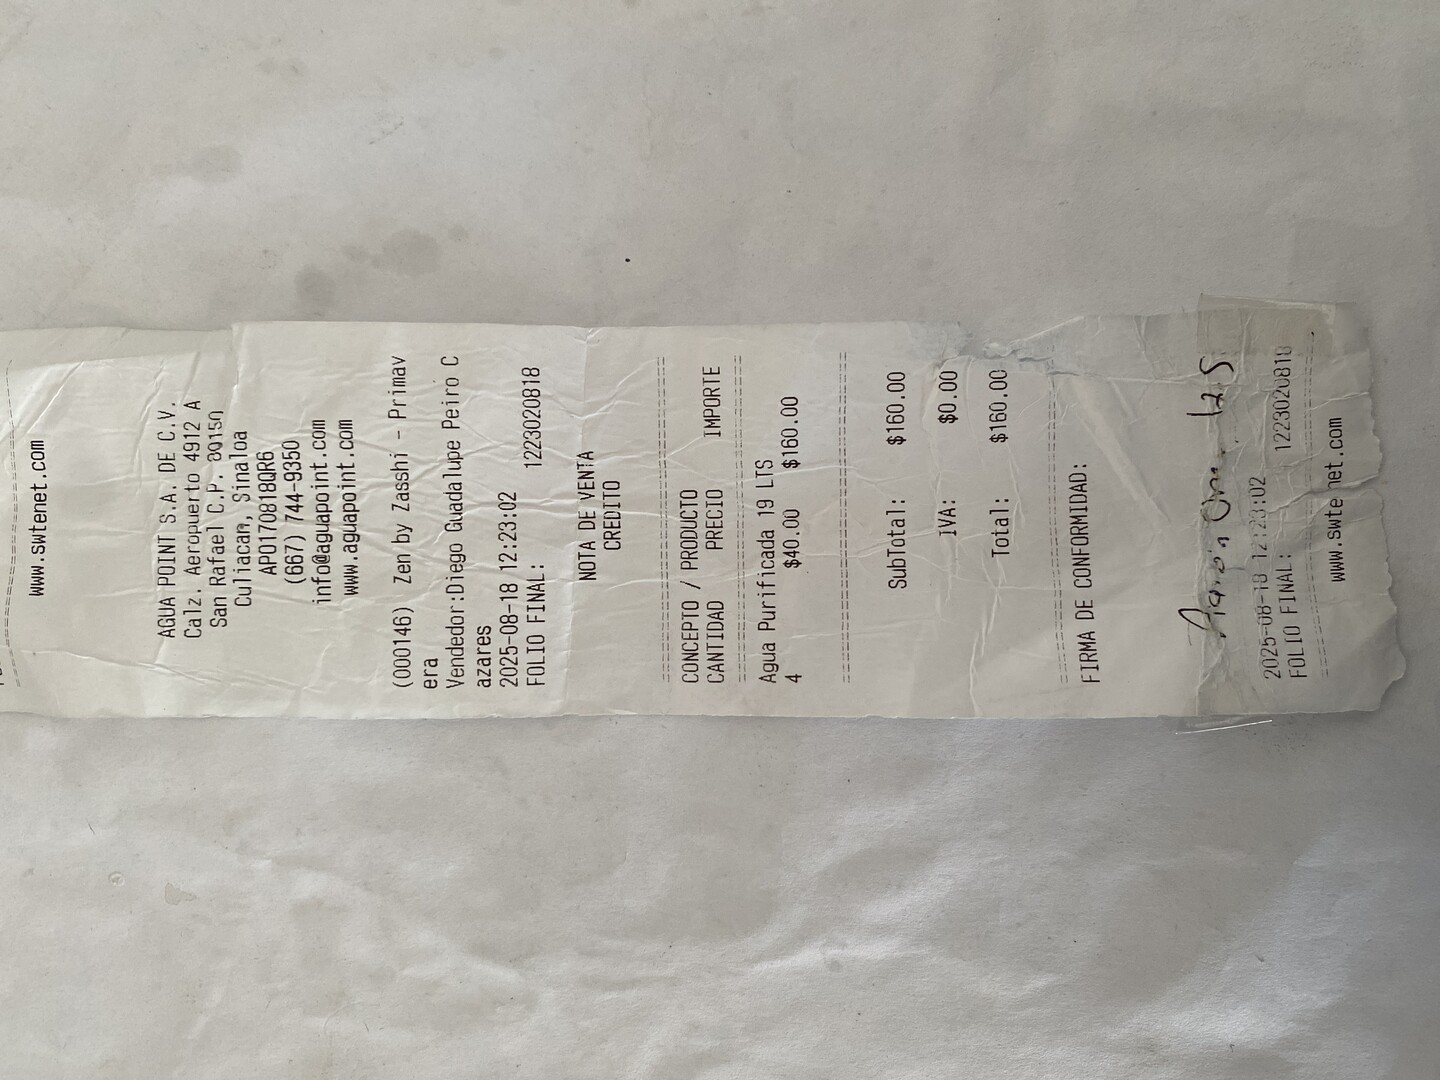 www.swtenet.com
AGUA POINT S.A. DE C.V.
Calz. Aeropuerto 4912 A
San Rafael C.P. 80150
Culiacan, Sinaloa
APO170818QR6
(667) 744-9350
info@aguapoint.com
www.aguapoint.com
(000146) Zen by Zasshi - Primav
era
Vendedor:Diego Guadalupe Peiro C
azares
2025-08-18 12:23:02
FOLIO FINAL: 1223020818
NOTA DE VENTA
CREDITO
CONCEPTO / PRODUCTO
CANTIDAD PRECIO IMPORTE
Agua Purificada 19 LTS
4 $40.00 $160.00
SubTotal: $160.00
IVA: $0.00
Total: $160.00
FIRMA DE CONFORMIDAD:
2025-08-18 12:23:02
FOLIO FINAL: 1223020818
www.swtenet.com